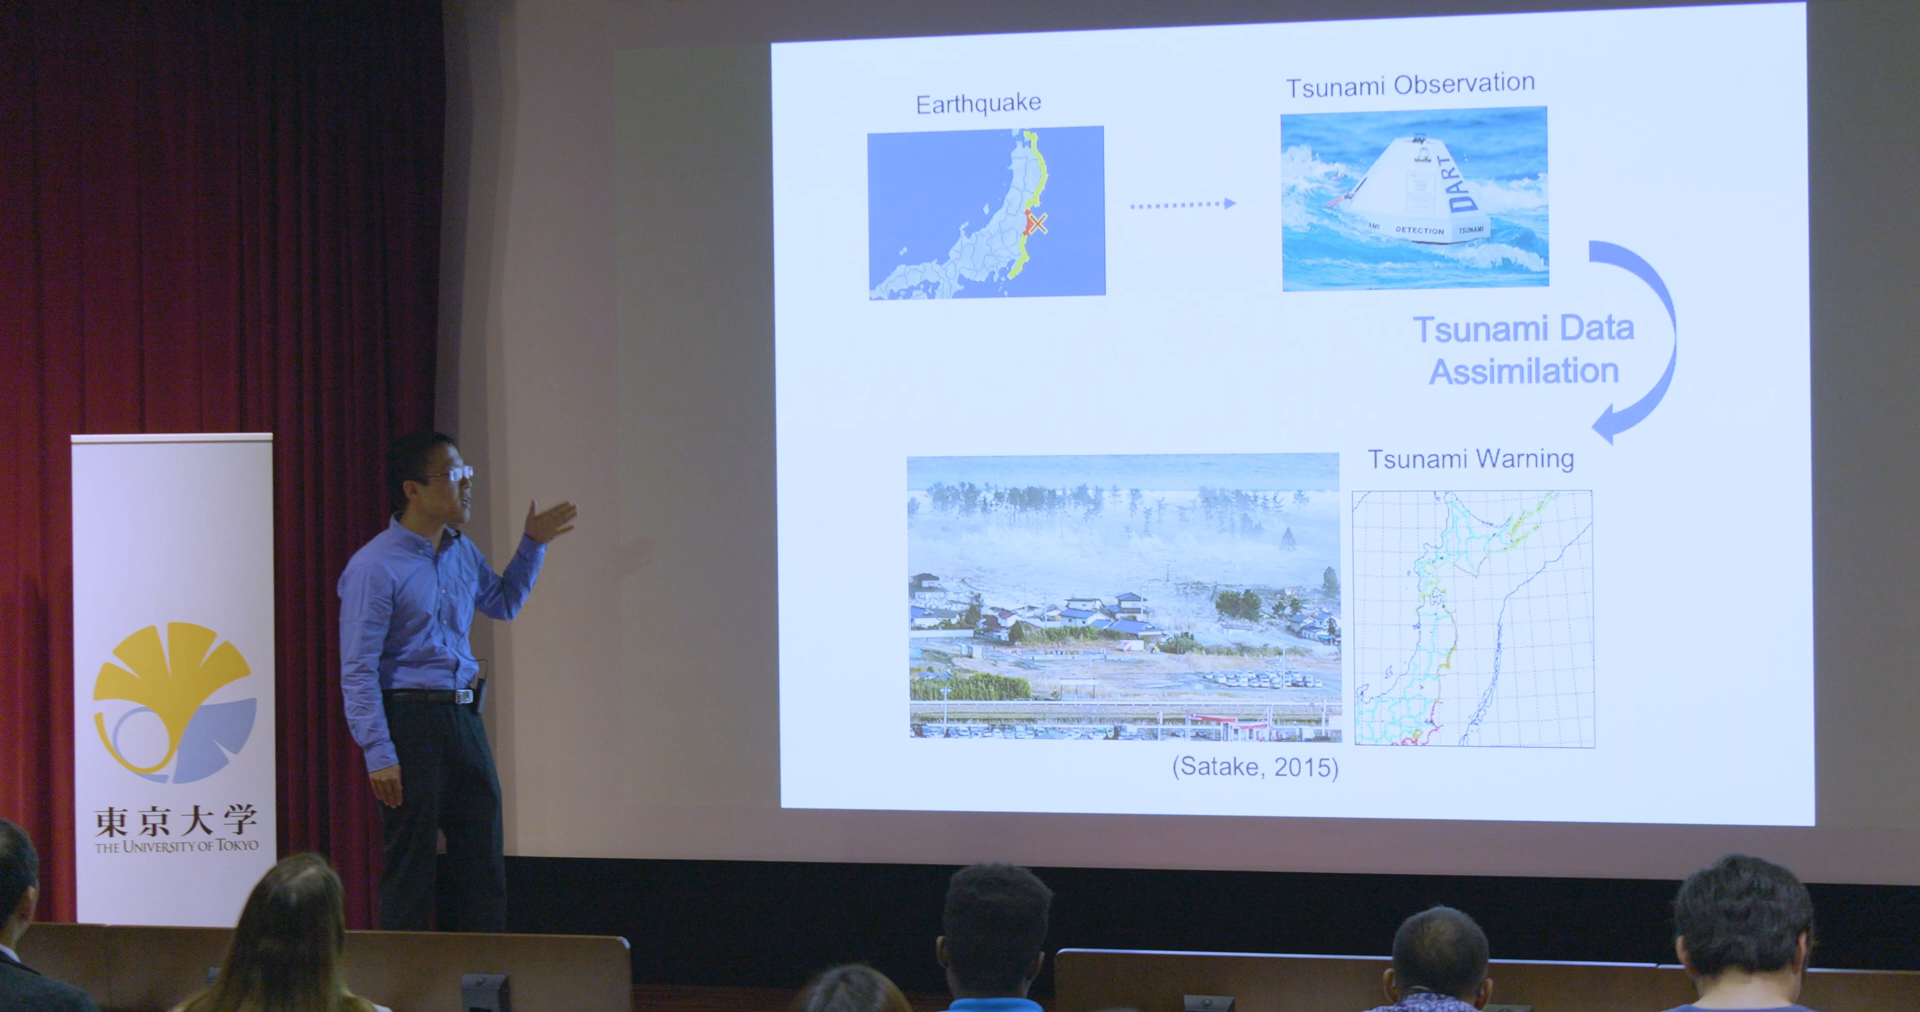 Earthquake
Tsunami Observation
DART
DETECTION TSUNAMI
Tsunami Data
Assimilation
Tsunami Warning
(Satake, 2015)
東京大学
THE UNIVERSITY OF TOKYO